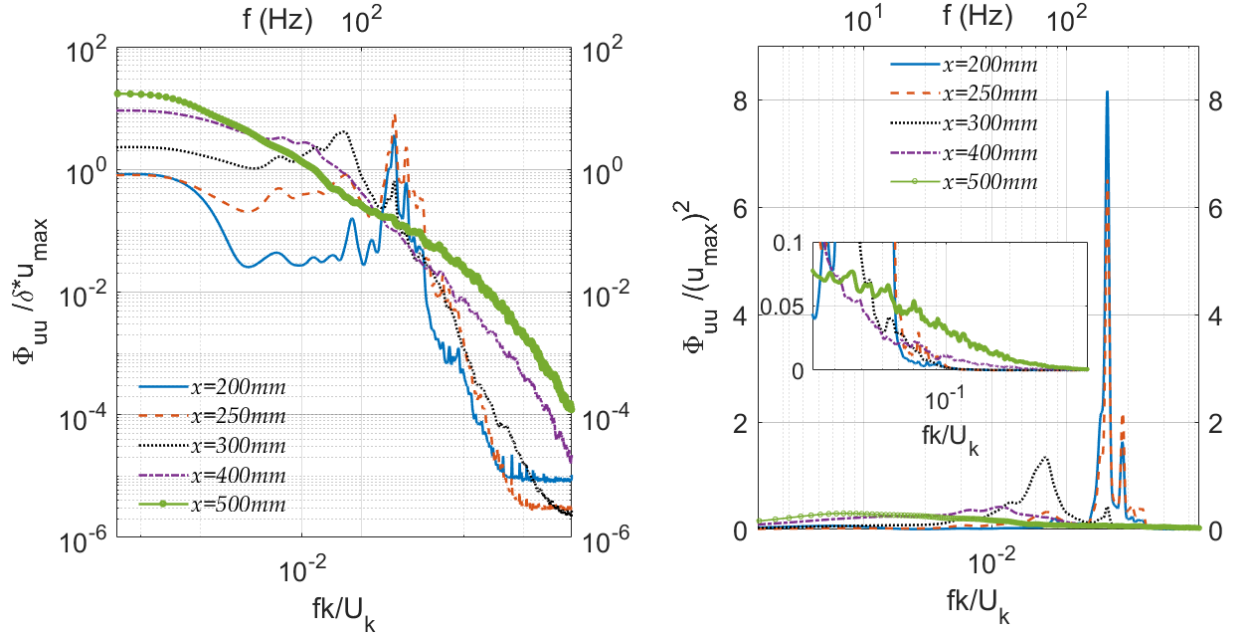 f (Hz)
10^2
10^2
10^0
10^-2
10^-4
10^-6
10^2
10^0
10^-2
10^-4
10^-6
Φ_uu /δ*u_max
x=200mm
x=250mm
x=300mm
x=400mm
x=500mm
10^-2
fk/U_k
10^1
f (Hz)
10^2
8
6
4
2
0
8
6
4
2
0
Φ_uu /(u_max)^2
x=200mm
x=250mm
x=300mm
x=400mm
x=500mm
0.1
0.05
0
10^-1
fk/U_k
10^-2
fk/U_k